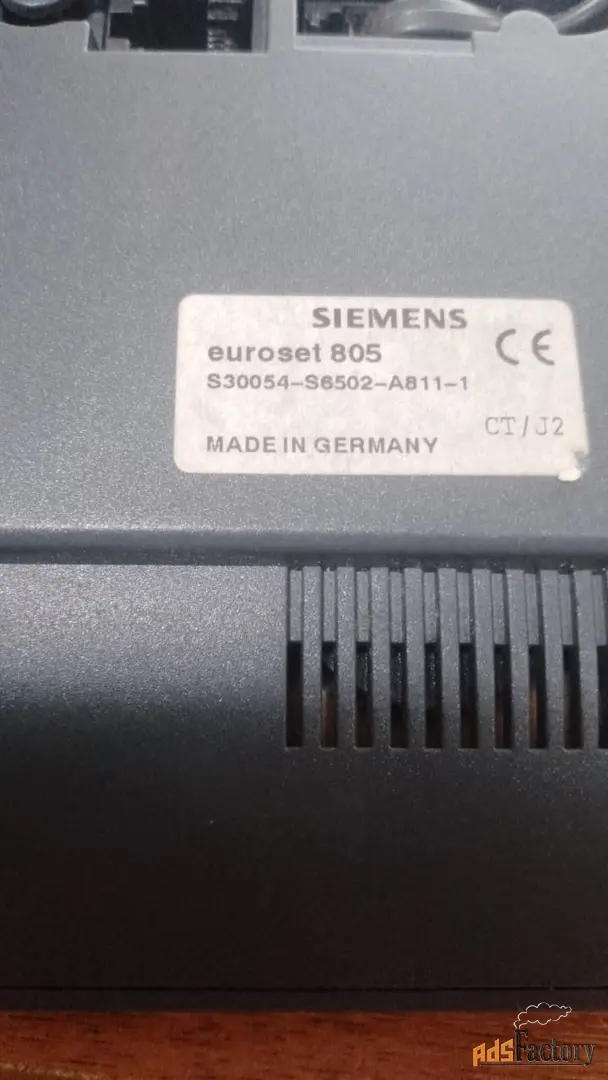 SIEMENS
euroset 805
CE
S30054-S6502-A811-1
CT/J2
MADE IN GERMANY
AdsFactory